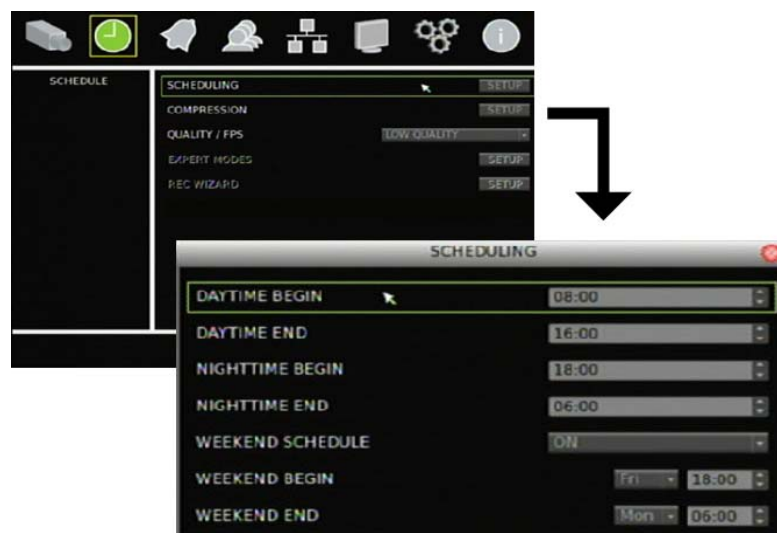 SCHEDULE
SCHEDULING SETUP
COMPRESSION SETUP
QUALITY / FPS LOW QUALITY
EXPERT MODES SETUP
REC WIZARD SETUP
SCHEDULING
DAYTIME BEGIN 08:00
DAYTIME END 16:00
NIGHTTIME BEGIN 18:00
NIGHTTIME END 06:00
WEEKEND SCHEDULE ON
WEEKEND BEGIN Fri 18:00
WEEKEND END Mon 06:00